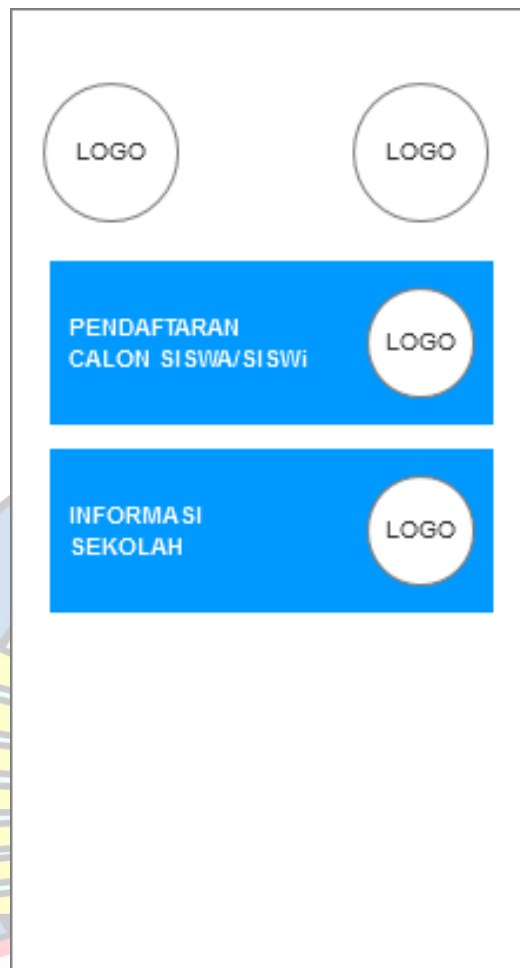 LOGO
LOGO
PENDAFTARAN
CALON SISWA/SISWi
LOGO
INFORMASI
SEKOLAH
LOGO